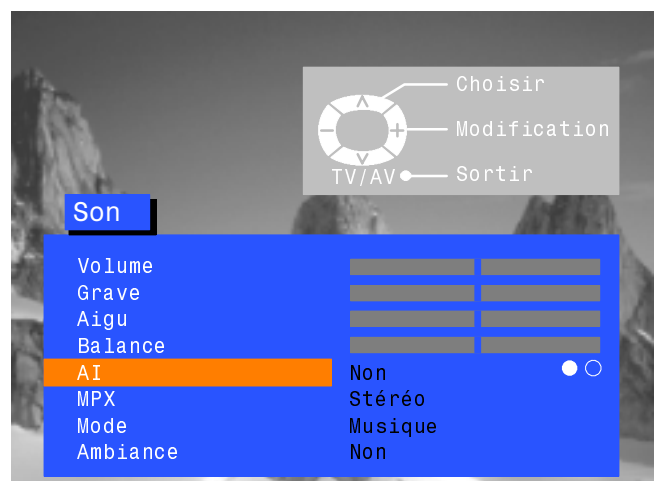 Choisir
Modification
TV/AV Sortir
Son
Volume
Grave
Aigu
Balance
AI Non
MPX Stéréo
Mode Musique
Ambiance Non